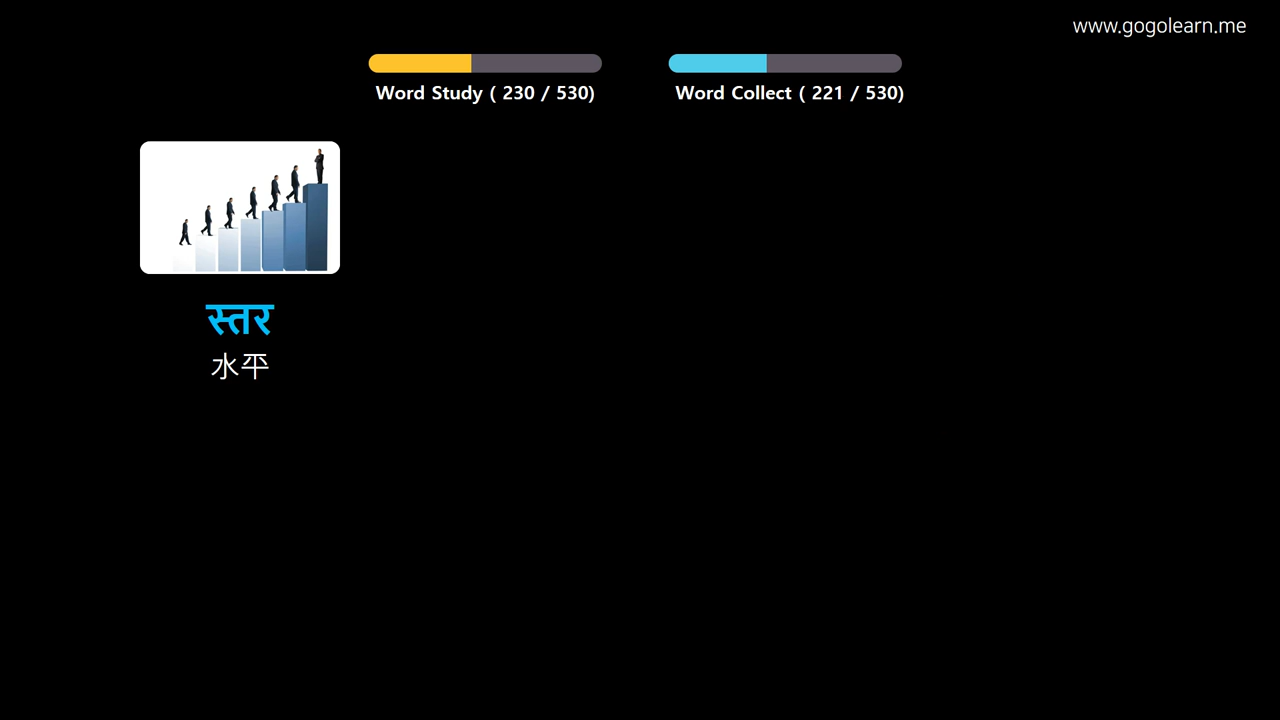 www.gogolearn.me
Word Study ( 230 / 530)
Word Collect ( 221 / 530)
स्तर
水平